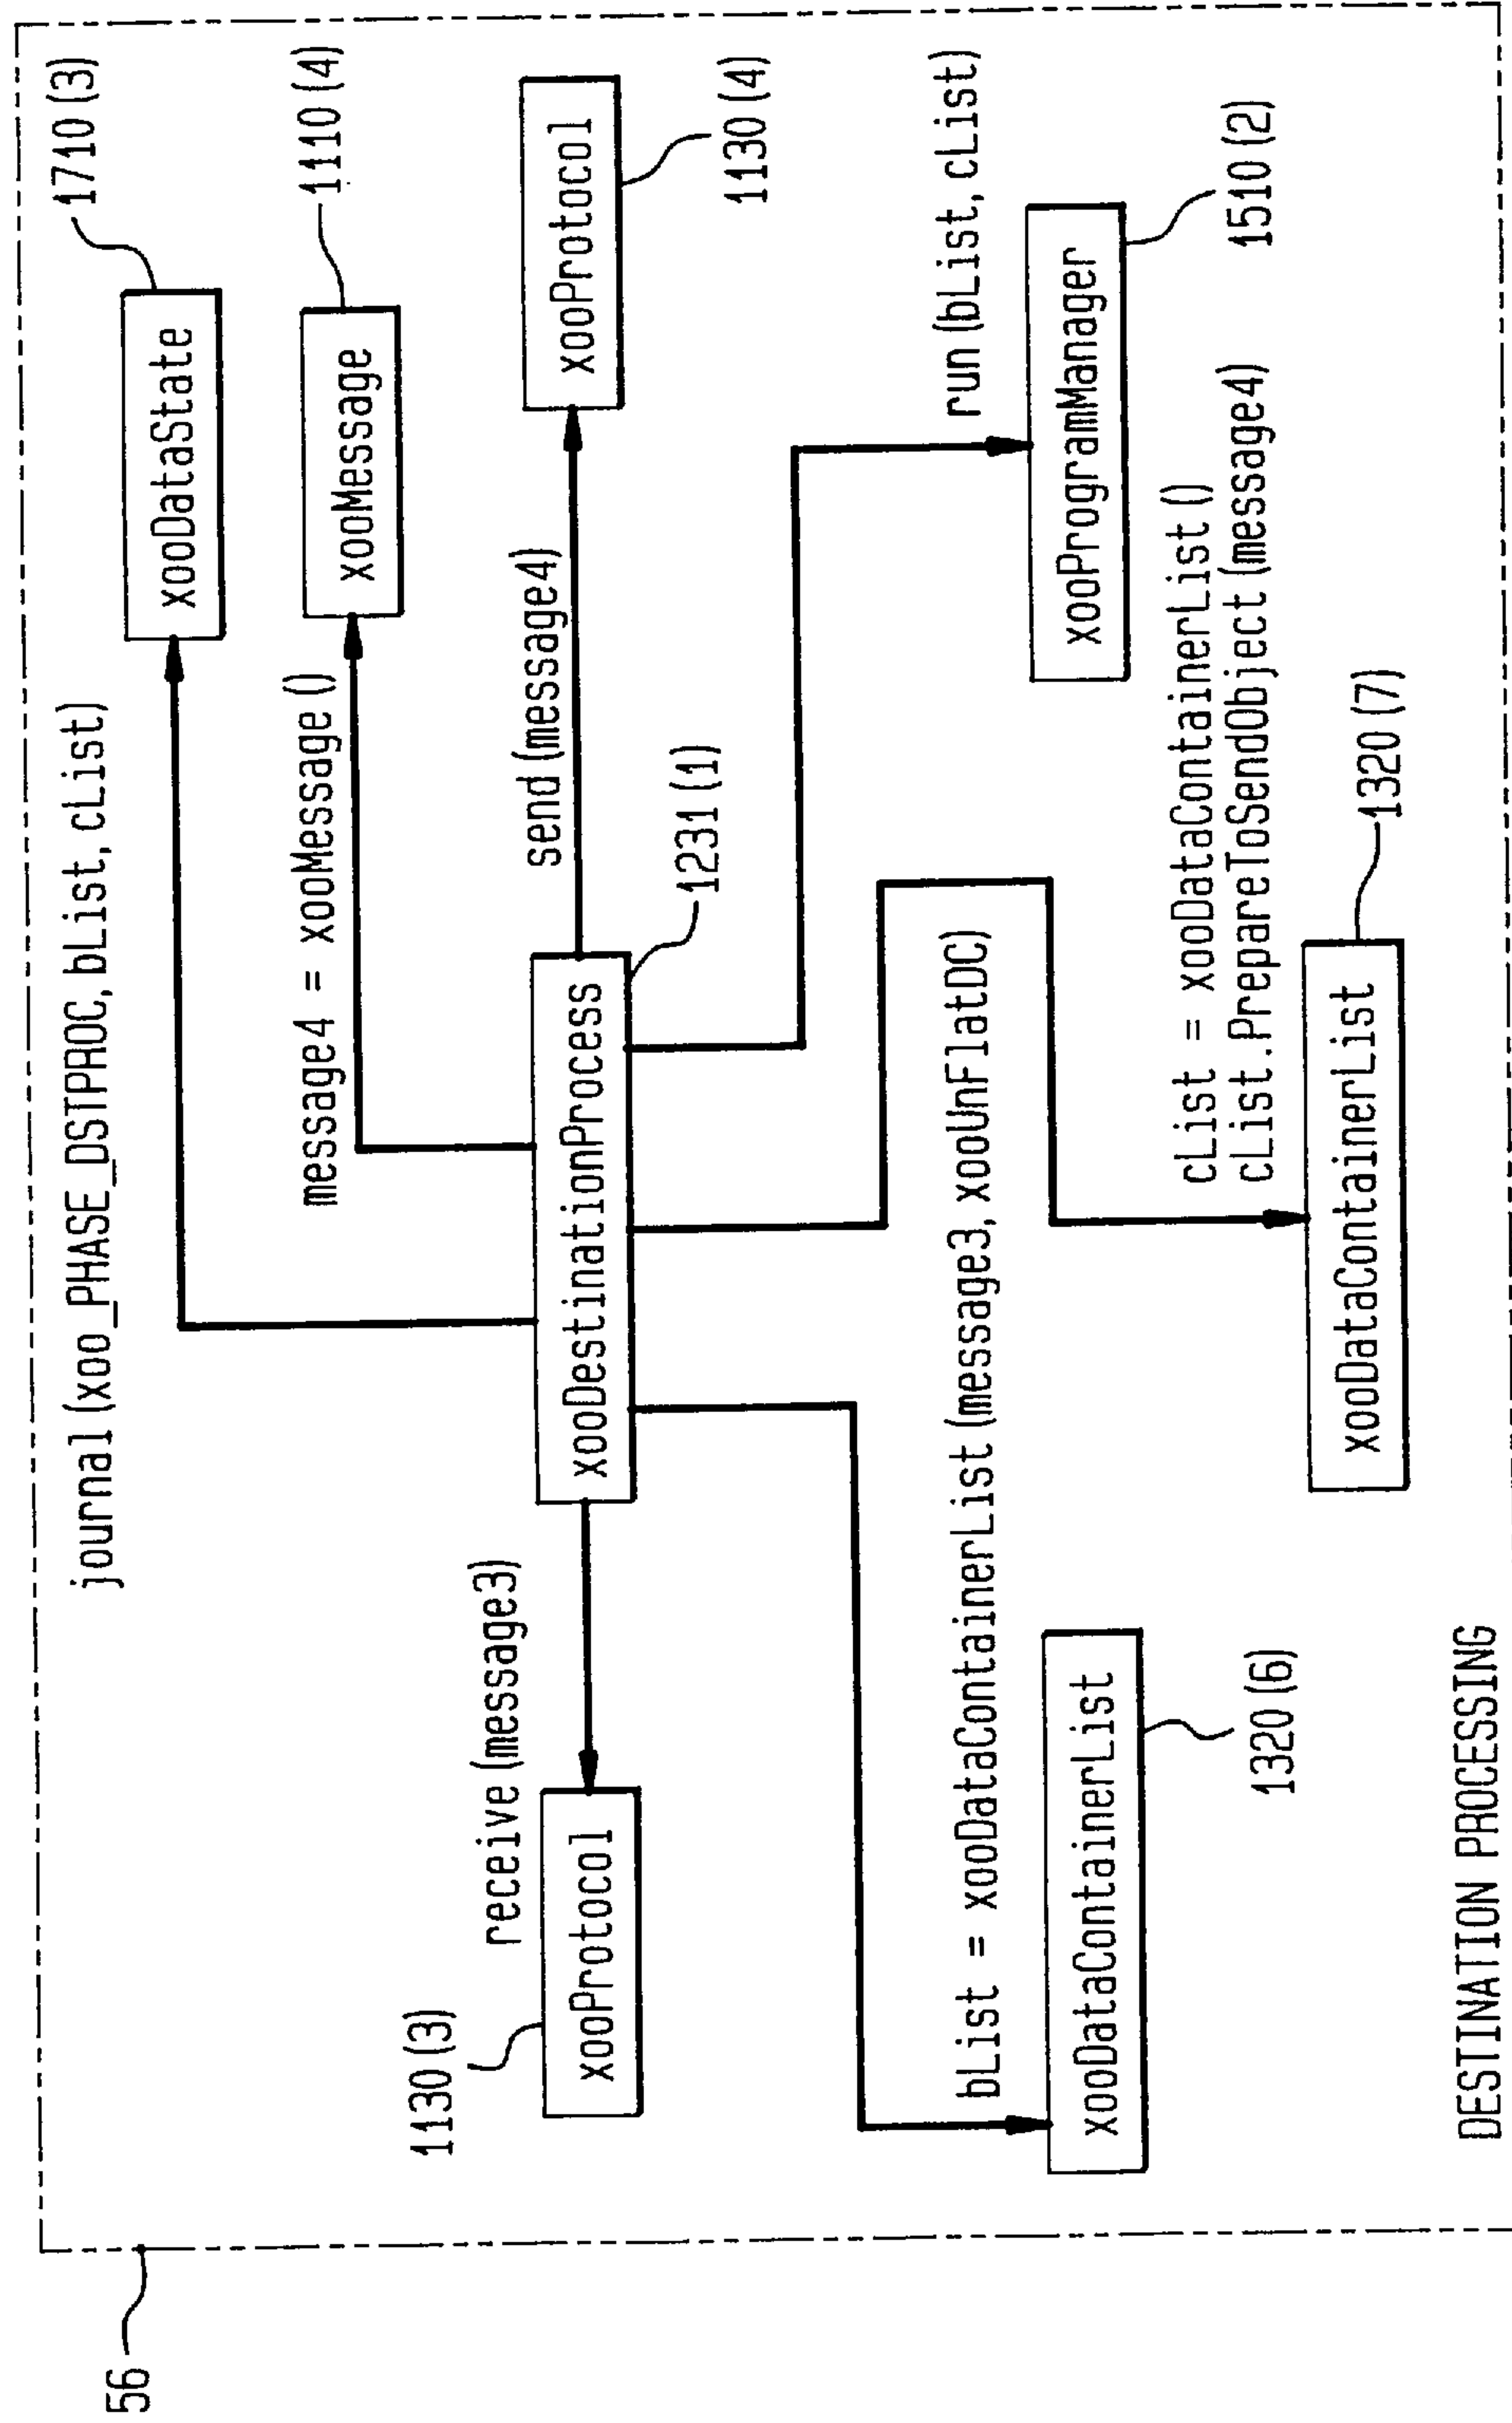 56
journal (xoo_PHASE_DSTPROC, bList, cList)
1710 (3)
xooDataState
message4 = xooMessage ()
1110 (4)
xooMessage
1130 (3)
receive (message3)
xooProtocol
xooDestinationProcess
1231 (1)
send (message4)
xooProtocol
1130 (4)
run (bList, cList)
xooProgramManager
1510 (2)
bList = xooDataContainerList (message3, xooUnFlatDC)
xooDataContainerList
1320 (6)
cList = xooDataContainerList ()
cList.PrepareToSendObject (message4)
xooDataContainerList
1320 (7)
DESTINATION PROCESSING